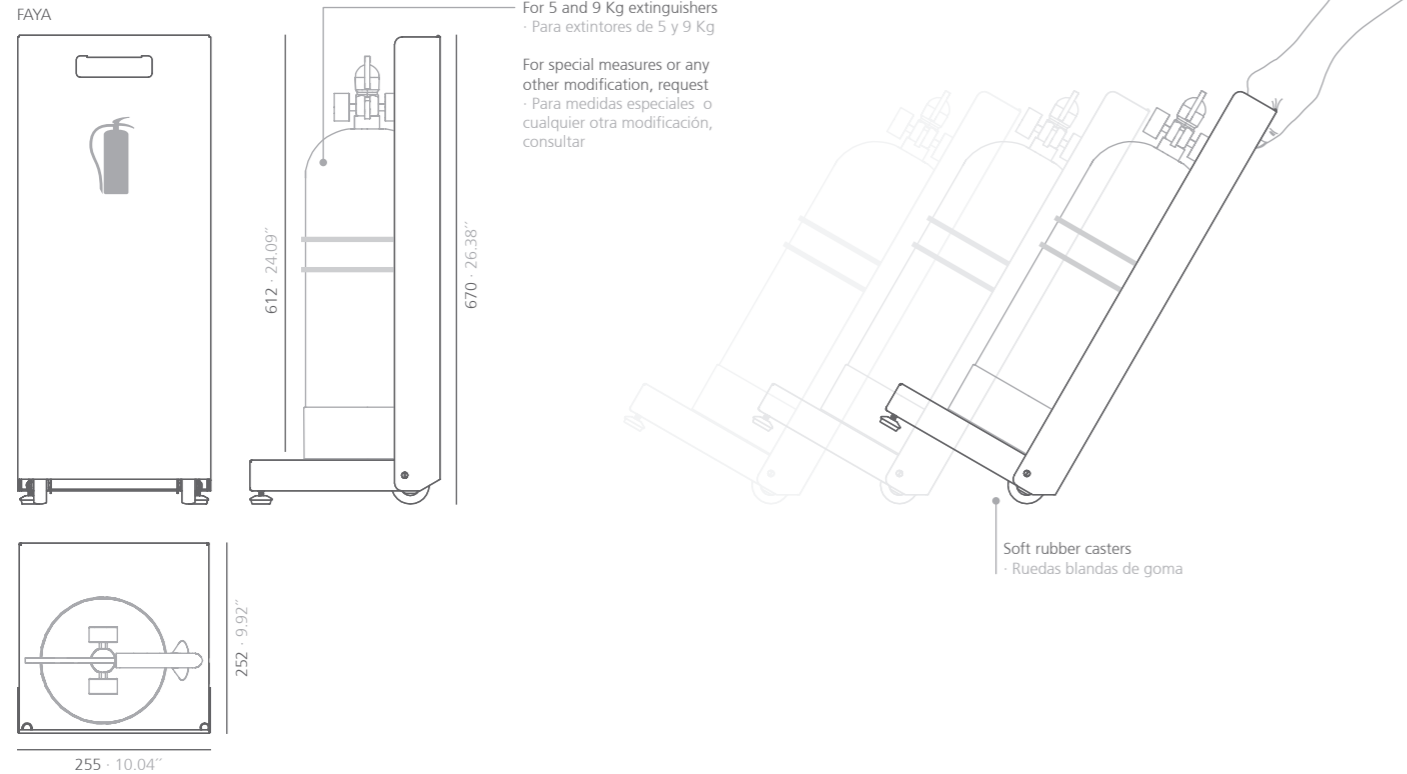 FAYA
For 5 and 9 Kg extinguishers
· Para extintores de 5 y 9 Kg
For special measures or any
other modification, request
· Para medidas especiales o
cualquier otra modificación,
consultar
612 · 24.09´´
670 · 26.38´´
Soft rubber casters
· Ruedas blandas de goma
252 · 9.92´´
255 · 10.04´´